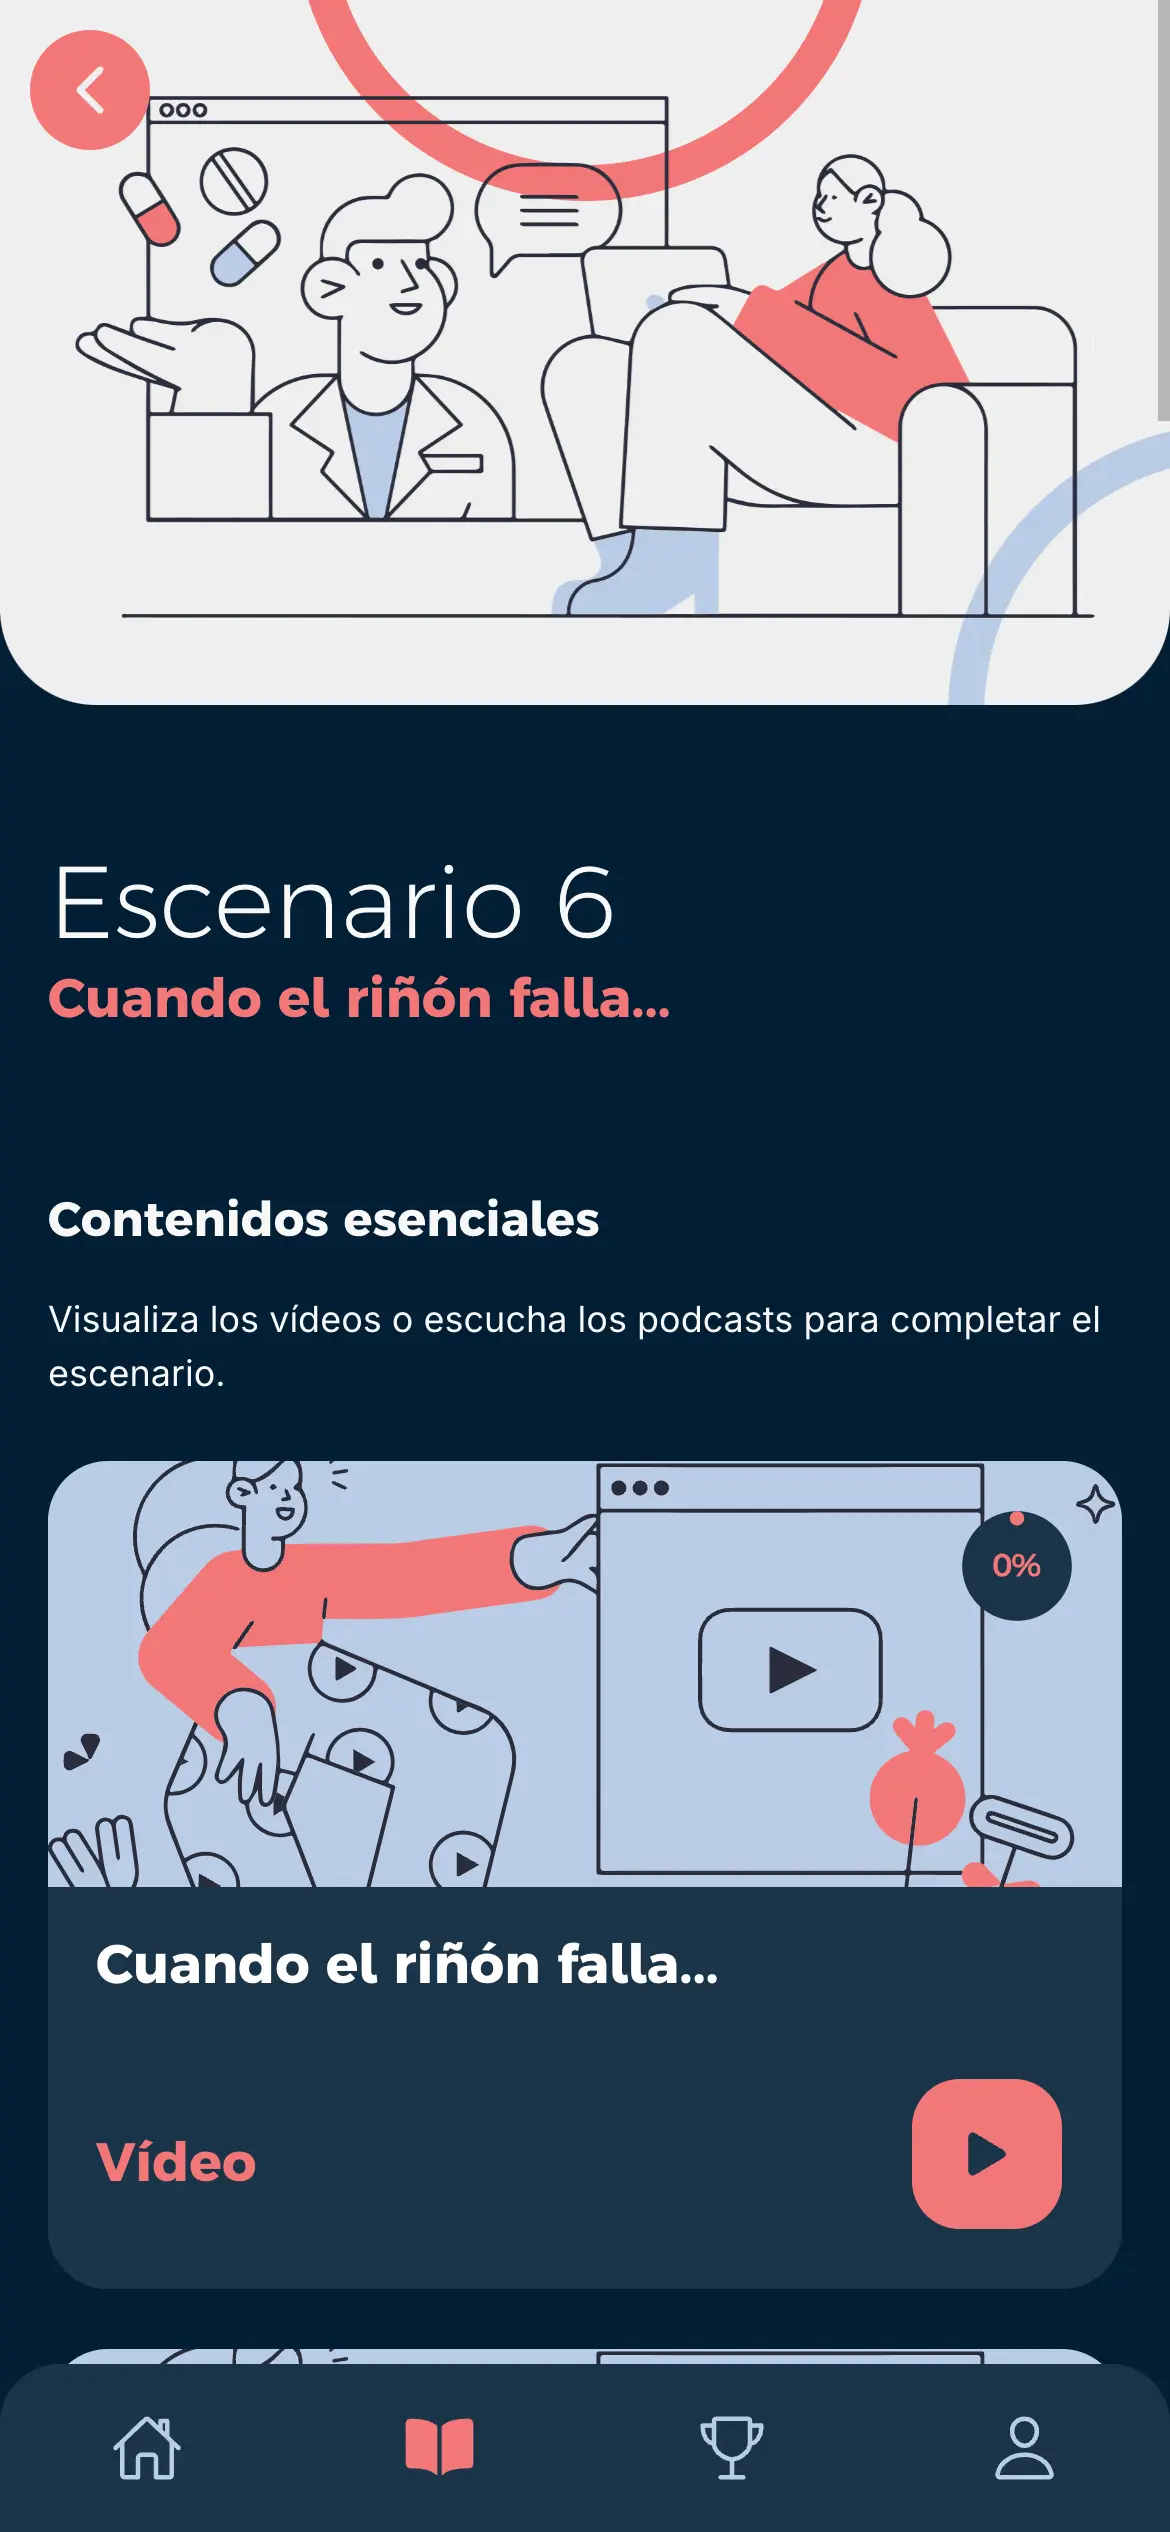 Escenario 6
Cuando el riñón falla...
Contenidos esenciales
Visualiza los vídeos o escucha los podcasts para completar el
escenario.
0%
Cuando el riñón falla...
Vídeo